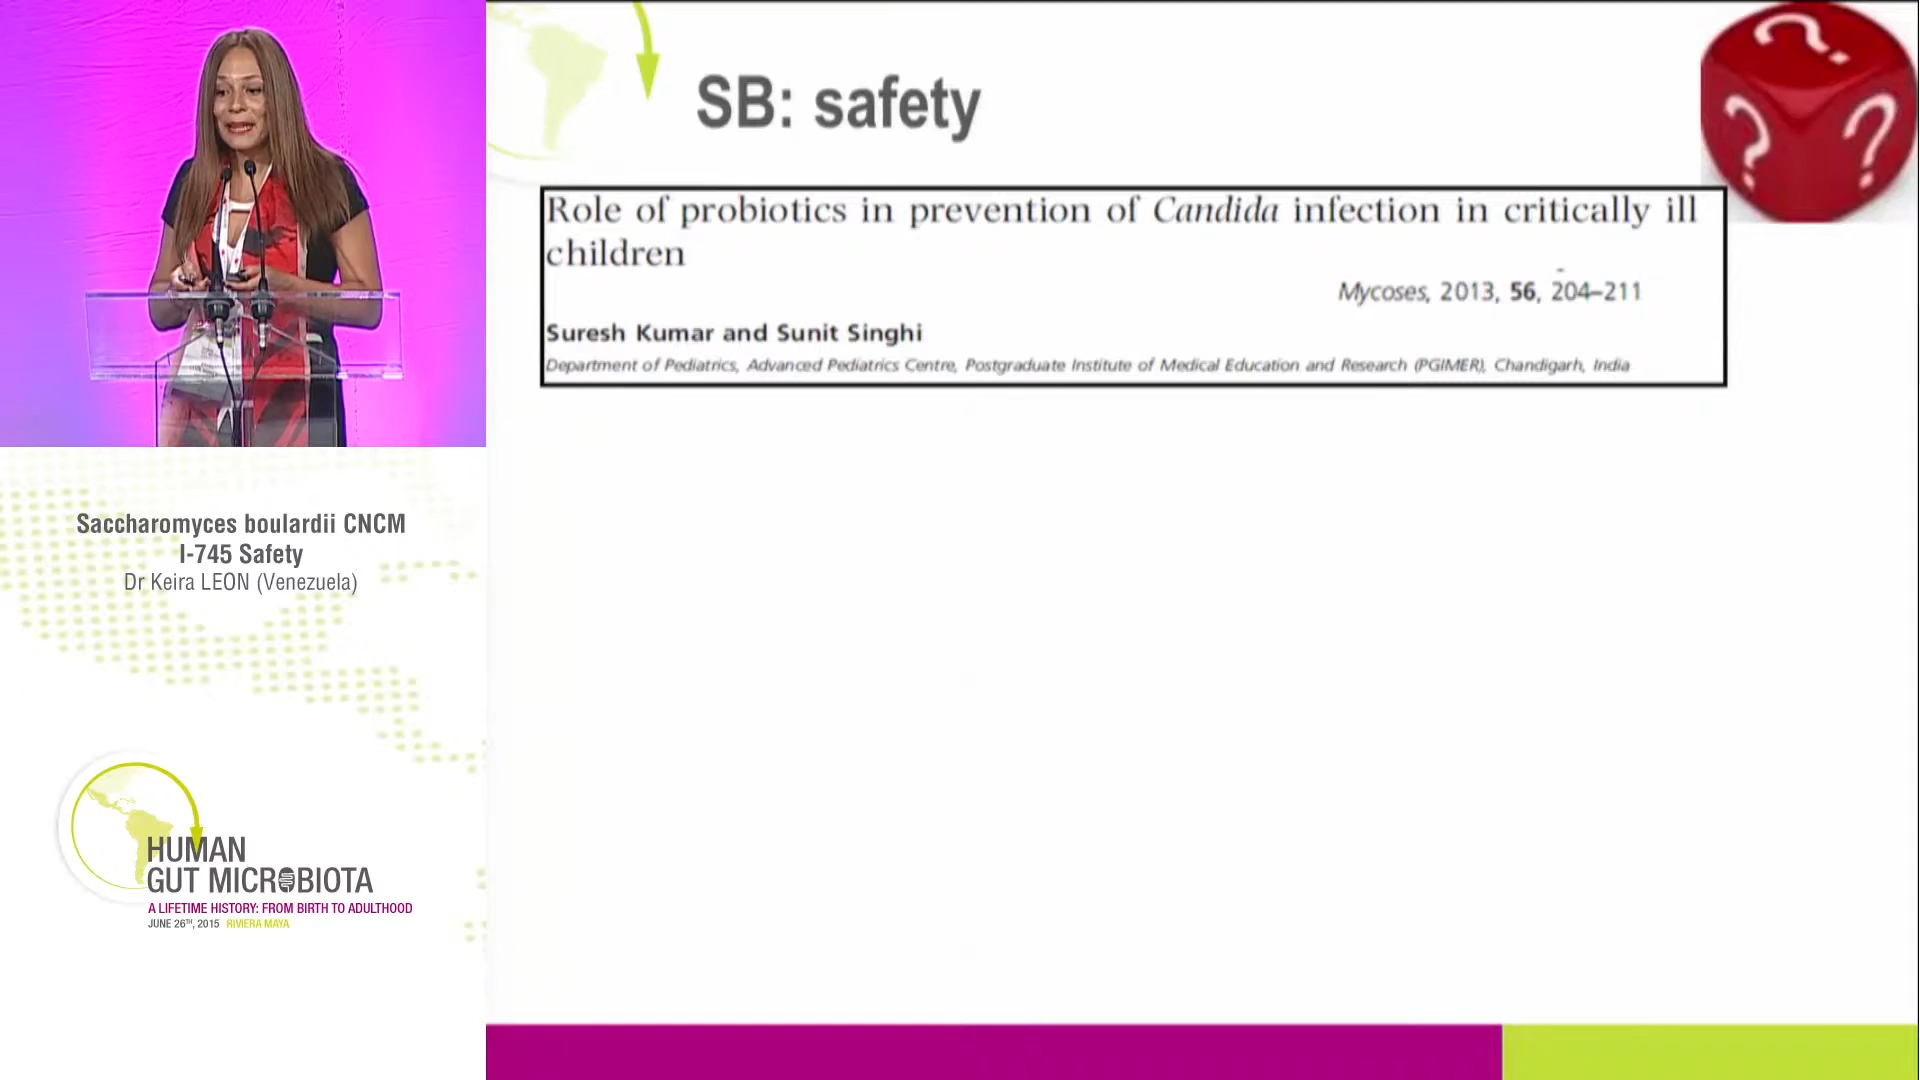 SB: safety
Role of probiotics in prevention of Candida infection in critically ill
children
Mycoses, 2013, 56, 204–211
Suresh Kumar and Sunit Singhi
Department of Pediatrics, Advanced Pediatrics Centre, Postgraduate Institute of Medical Education and Research (PGIMER), Chandigarh, India
? ? ?
Saccharomyces boulardii CNCM
I-745 Safety
Dr Keira LEON (Venezuela)
HUMAN
GUT MICROBIOTA
A LIFETIME HISTORY: FROM BIRTH TO ADULTHOOD
JUNE 26TH, 2015 RIVIERA MAYA